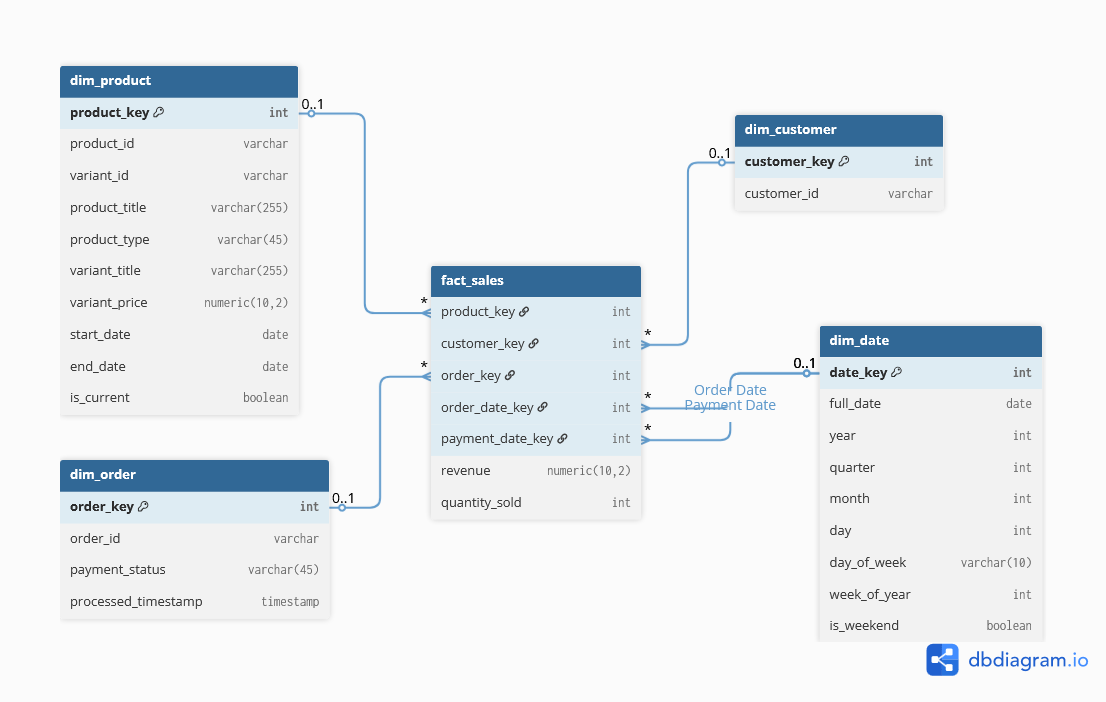 dim_product
product_key int
product_id varchar
variant_id varchar
product_title varchar(255)
product_type varchar(45)
variant_title varchar(255)
variant_price numeric(10,2)
start_date date
end_date date
is_current boolean
0..1
dim_customer
customer_key int
customer_id varchar
0..1
fact_sales
product_key int
customer_key int
order_key int
order_date_key int
payment_date_key int
revenue numeric(10,2)
quantity_sold int
*
*
*
*
*
Order Date
Payment Date
0..1
dim_date
date_key int
full_date date
year int
quarter int
month int
day int
day_of_week varchar(10)
week_of_year int
is_weekend boolean
dim_order
order_key int
order_id varchar
payment_status varchar(45)
processed_timestamp timestamp
0..1
dbdiagram.io